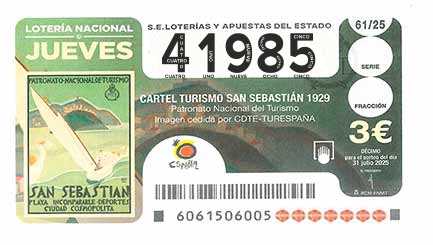 LOTERÍA NACIONAL
JUEVES
S.E. LOTERÍAS Y APUESTAS DEL ESTADO
61/25
41985
CUATRO UNO NUEVE OCHO CINCO
SERIE
FRACCIÓN
CARTEL TURISMO SAN SEBASTIÁN 1929
Patronato Nacional del Turismo
Imagen cedida por CDTE-TURESPAÑA
3€
DÉCIMO
para el sorteo del día
31 julio 2025
PATRONATO·NACIONAL·DE·TURISMO
SAN SEBASTIAN
PLAYA INCOMPARABLE·DEPORTES
CIUDAD COSMOPOLITA
España
6061506005